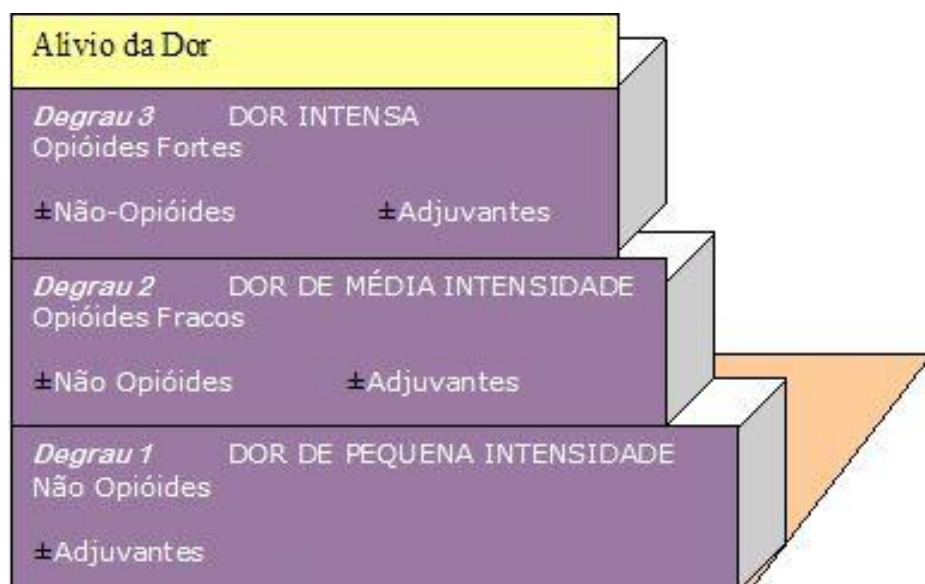 Alivio da Dor
Degrau 3 DOR INTENSA
Opióides Fortes
±Não-Opióides ±Adjuvantes
Degrau 2 DOR DE MÉDIA INTENSIDADE
Opióides Fracos
±Não Opióides ±Adjuvantes
Degrau 1 DOR DE PEQUENA INTENSIDADE
Não Opióides
±Adjuvantes